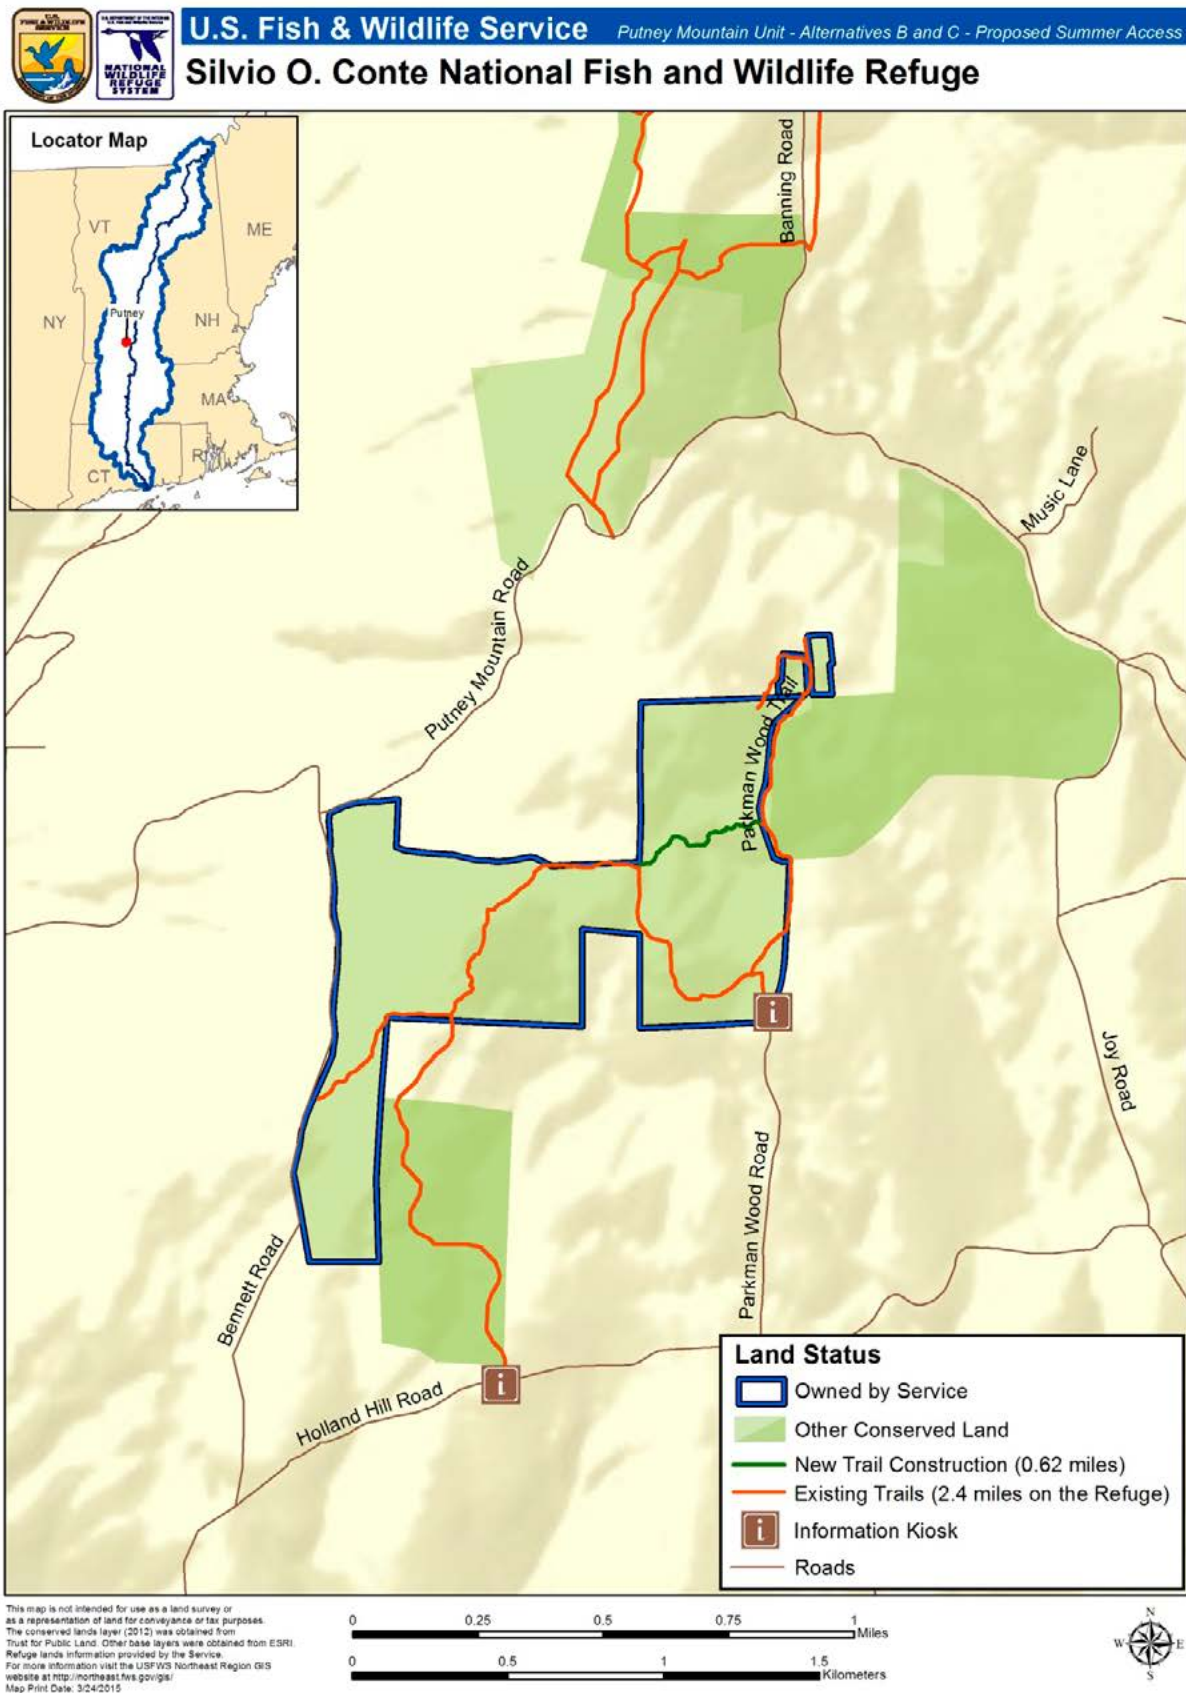 U.S.
FISH & WILDLIFE
SERVICE
NATIONAL
WILDLIFE
REFUGE
SYSTEM
U.S. Fish & Wildlife Service
Putney Mountain Unit - Alternatives B and C - Proposed Summer Access
Silvio O. Conte National Fish and Wildlife Refuge
Locator Map
VT
ME
Putney
NY
NH
MA
RI
CT
Banning Road
Music Lane
Putney Mountain Road
Parkman Wood Trail
Joy Road
Parkman Wood Road
Bennett Road
Holland Hill Road
i
i
Land Status
Owned by Service
Other Conserved Land
New Trail Construction (0.62 miles)
Existing Trails (2.4 miles on the Refuge)
i Information Kiosk
Roads
This map is not intended for use as a land survey or
as a representation of land for conveyance or tax purposes.
The conserved lands layer (2012) was obtained from
Trust for Public Land. Other base layers were obtained from ESRI.
Refuge lands information provided by the Service.
For more information visit the USFWS Northeast Region GIS
website at http://northeast.fws.gov/gis/
Map Print Date: 3/24/2015
0 0.25 0.5 0.75 1
Miles
0 0.5 1 1.5
Kilometers
N
W E
S